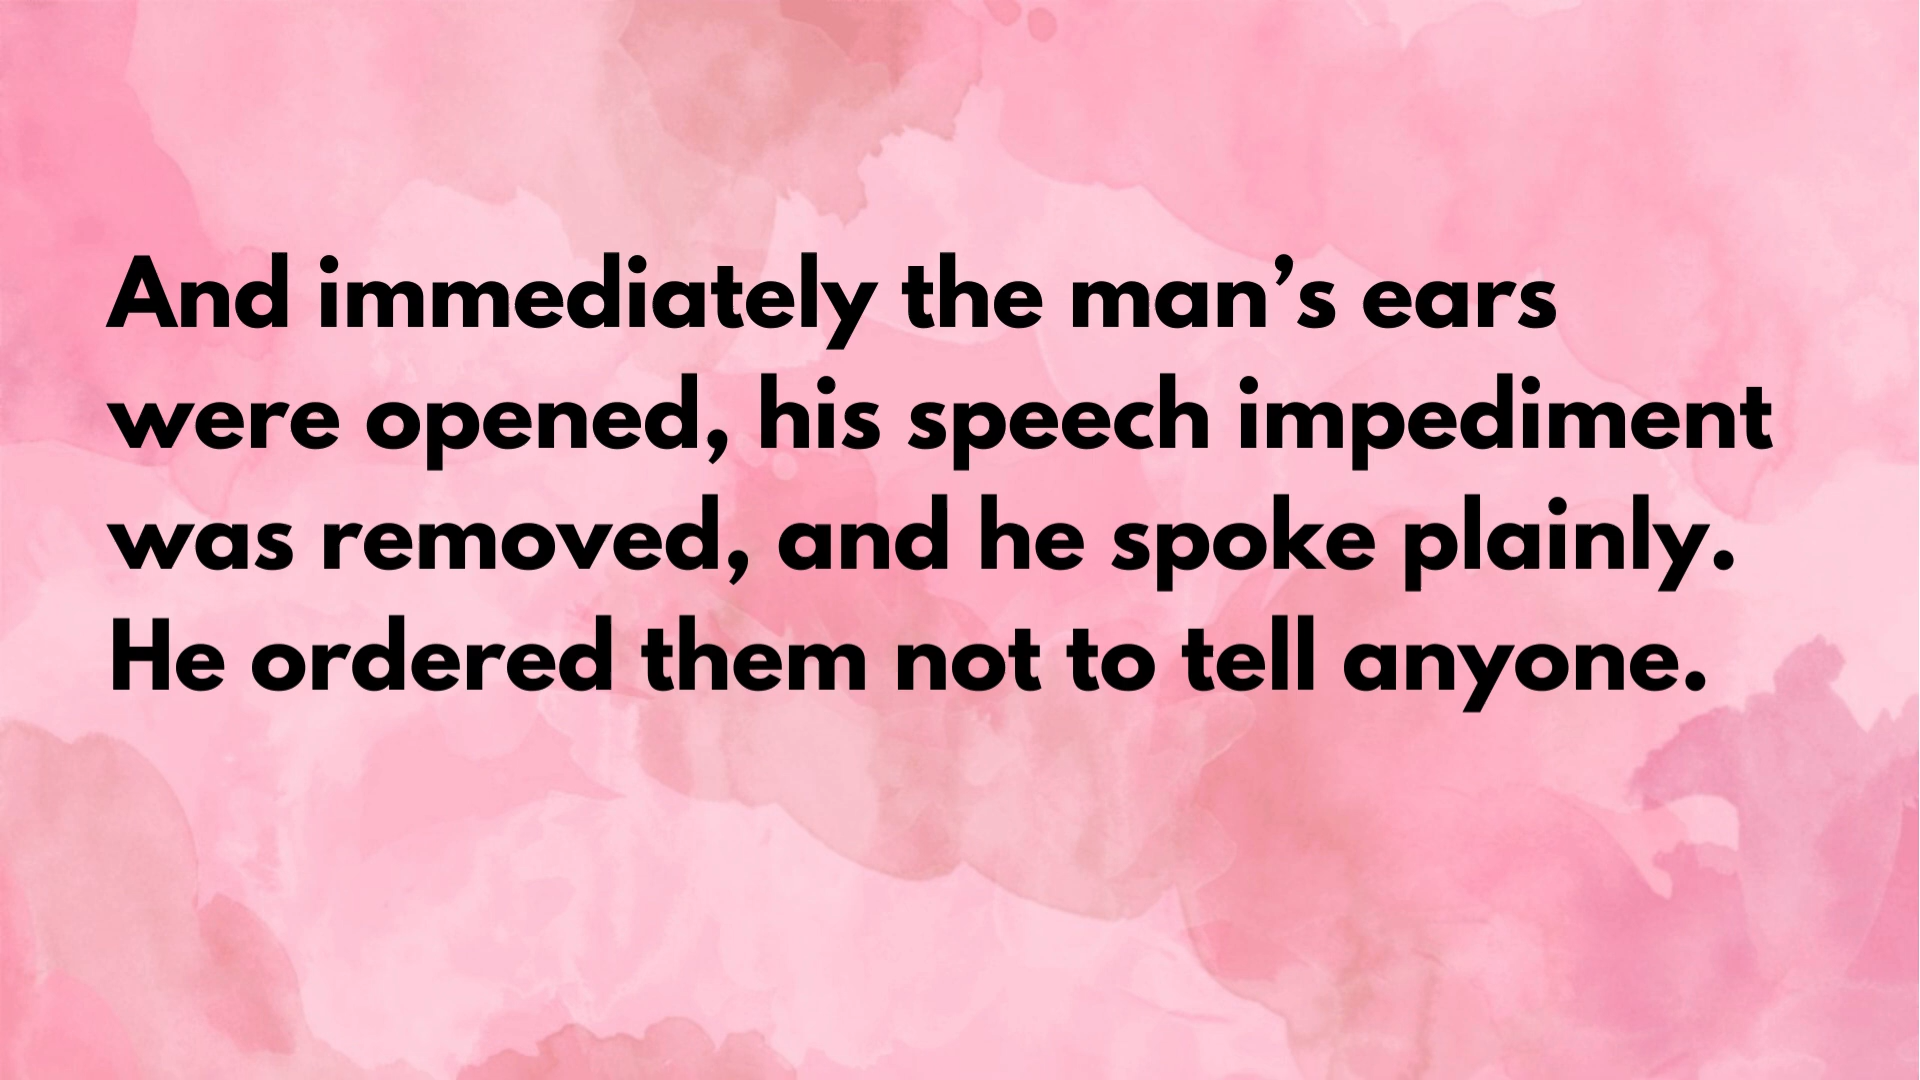 And immediately the man’s ears
were opened, his speech impediment
was removed, and he spoke plainly.
He ordered them not to tell anyone.